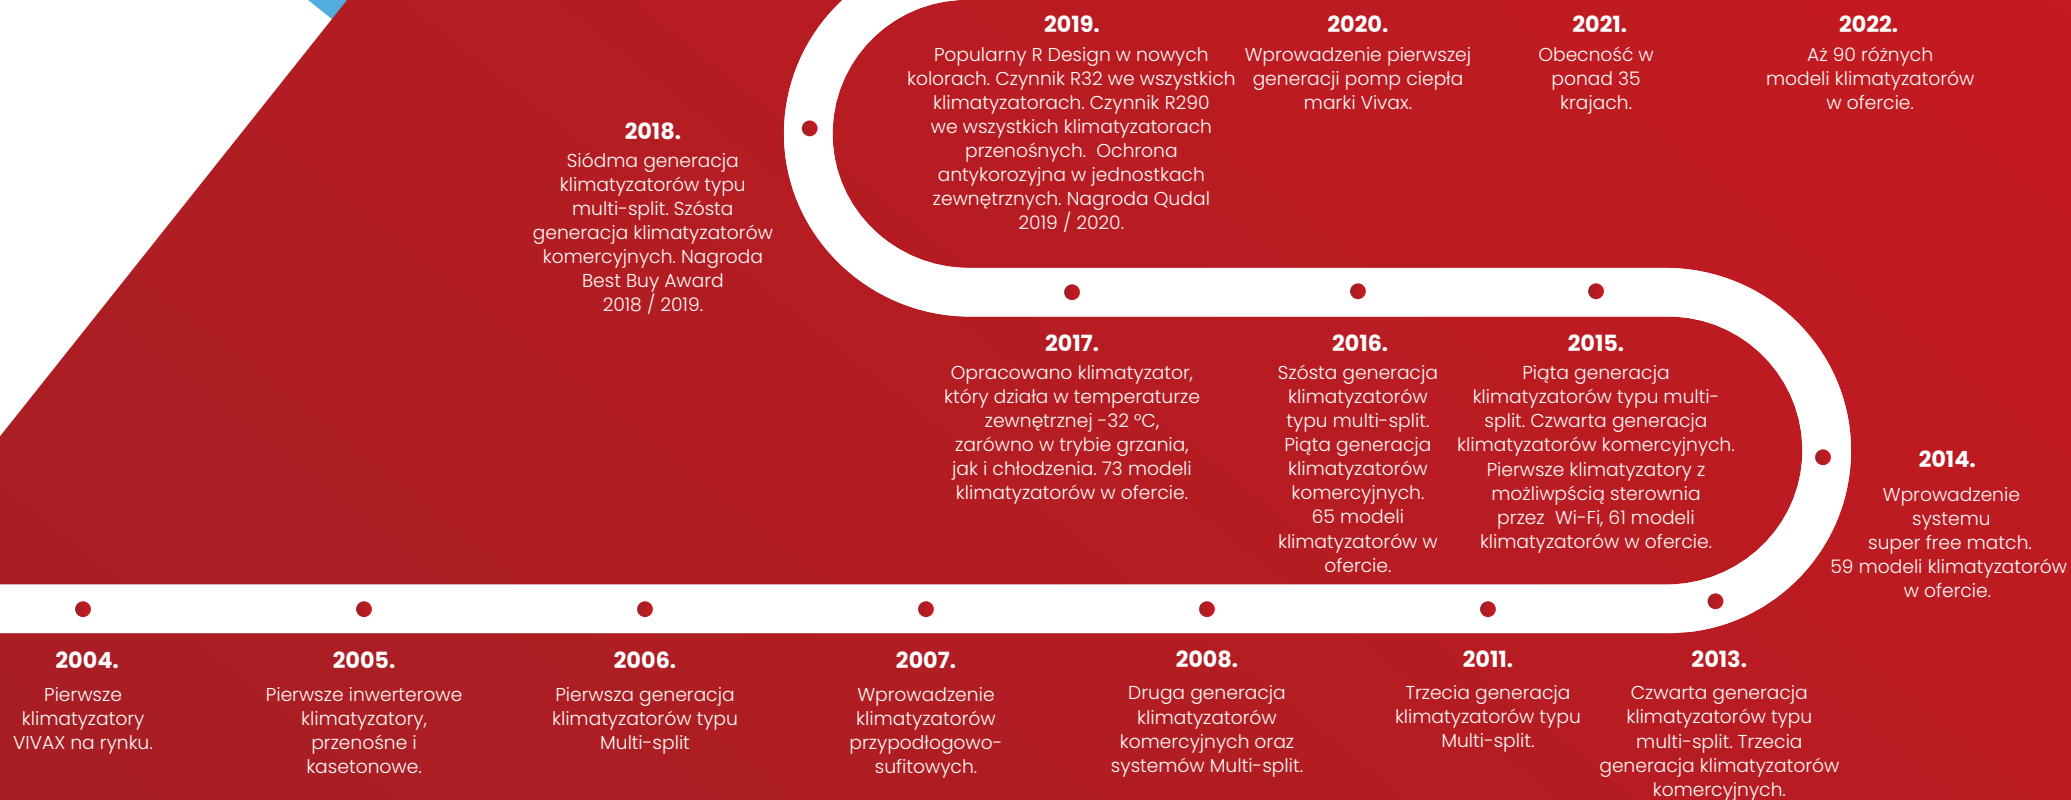 2019.
Popularny R Design w nowych
kolorach. Czynnik R32 we wszystkich
klimatyzatorach. Czynnik R290
we wszystkich klimatyzatorach
przenośnych. Ochrona
antykorozyjna w jednostkach
zewnętrznych. Nagroda Qudal
2019 / 2020.
2020.
Wprowadzenie pierwszej
generacji pomp ciepła
marki Vivax.
2021.
Obecność w
ponad 35
krajach.
2022.
Aż 90 różnych
modeli klimatyzatorów
w ofercie.
2018.
Siódma generacja
klimatyzatorów typu
multi-split. Szósta
generacja klimatyzatorów
komercyjnych. Nagroda
Best Buy Award
2018 / 2019.
2017.
Opracowano klimatyzator,
który działa w temperaturze
zewnętrznej -32 °C,
zarówno w trybie grzania,
jak i chłodzenia. 73 modeli
klimatyzatorów w ofercie.
2016.
Szósta generacja
klimatyzatorów
typu multi-split.
Piąta generacja
klimatyzatorów
komercyjnych.
65 modeli
klimatyzatorów w
ofercie.
2015.
Piąta generacja
klimatyzatorów typu multi-
split. Czwarta generacja
klimatyzatorów komercyjnych.
Pierwsze klimatyzatory z
możliwpścią sterownia
przez Wi-Fi, 61 modeli
klimatyzatorów w ofercie.
2014.
Wprowadzenie
systemu
super free match.
59 modeli klimatyzatorów
w ofercie.
2004.
Pierwsze
klimatyzatory
VIVAX na rynku.
2005.
Pierwsze inwerterowe
klimatyzatory,
przenośne i
kasetonowe.
2006.
Pierwsza generacja
klimatyzatorów typu
Multi-split
2007.
Wprowadzenie
klimatyzatorów
przypodłogowo-
sufitowych.
2008.
Druga generacja
klimatyzatorów
komercyjnych oraz
systemów Multi-split.
2011.
Trzecia generacja
klimatyzatorów typu
Multi-split.
2013.
Czwarta generacja
klimatyzatorów typu
multi-split. Trzecia
generacja klimatyzatorów
komercyjnych.